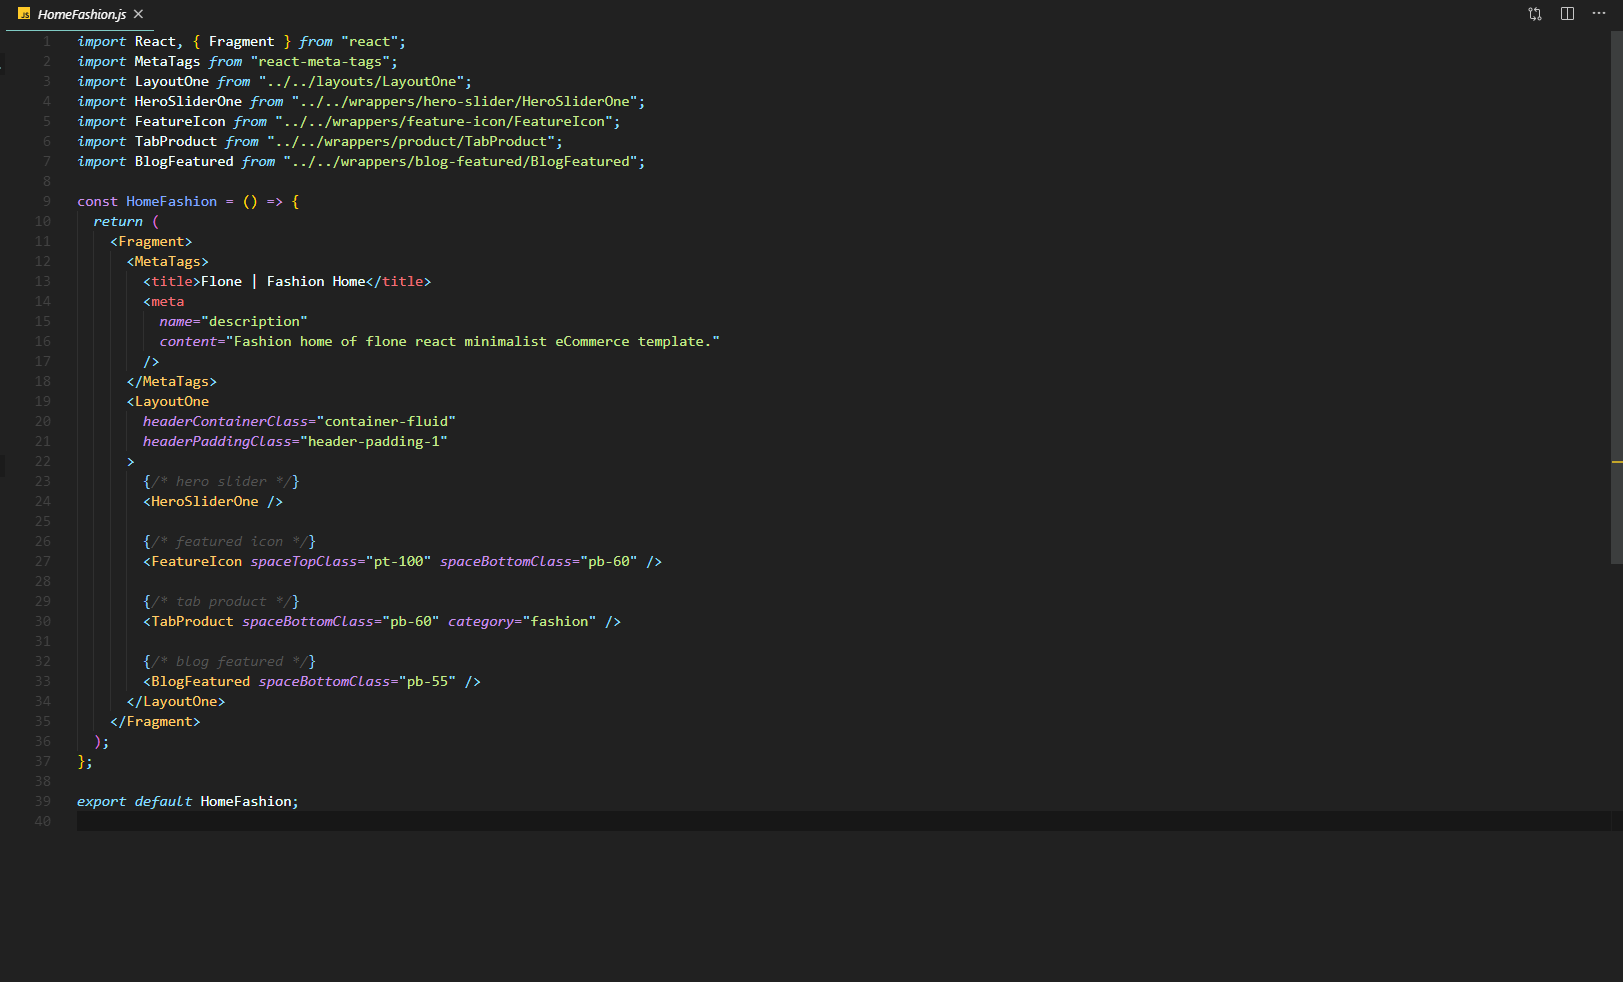 JS HomeFashion.js ×
1 import React, { Fragment } from "react";
2 import MetaTags from "react-meta-tags";
3 import LayoutOne from "../../layouts/LayoutOne";
4 import HeroSliderOne from "../../wrappers/hero-slider/HeroSliderOne";
5 import FeatureIcon from "../../wrappers/feature-icon/FeatureIcon";
6 import TabProduct from "../../wrappers/product/TabProduct";
7 import BlogFeatured from "../../wrappers/blog-featured/BlogFeatured";
8
9 const HomeFashion = () => {
10   return (
11     <Fragment>
12       <MetaTags>
13         <title>Flone | Fashion Home</title>
14         <meta
15           name="description"
16           content="Fashion home of flone react minimalist eCommerce template."
17         />
18       </MetaTags>
19       <LayoutOne
20         headerContainerClass="container-fluid"
21         headerPaddingClass="header-padding-1"
22       >
23         {/* hero slider */}
24         <HeroSliderOne />
25
26         {/* featured icon */}
27         <FeatureIcon spaceTopClass="pt-100" spaceBottomClass="pb-60" />
28
29         {/* tab product */}
30         <TabProduct spaceBottomClass="pb-60" category="fashion" />
31
32         {/* blog featured */}
33         <BlogFeatured spaceBottomClass="pb-55" />
34       </LayoutOne>
35     </Fragment>
36   );
37 };
38
39 export default HomeFashion;
40